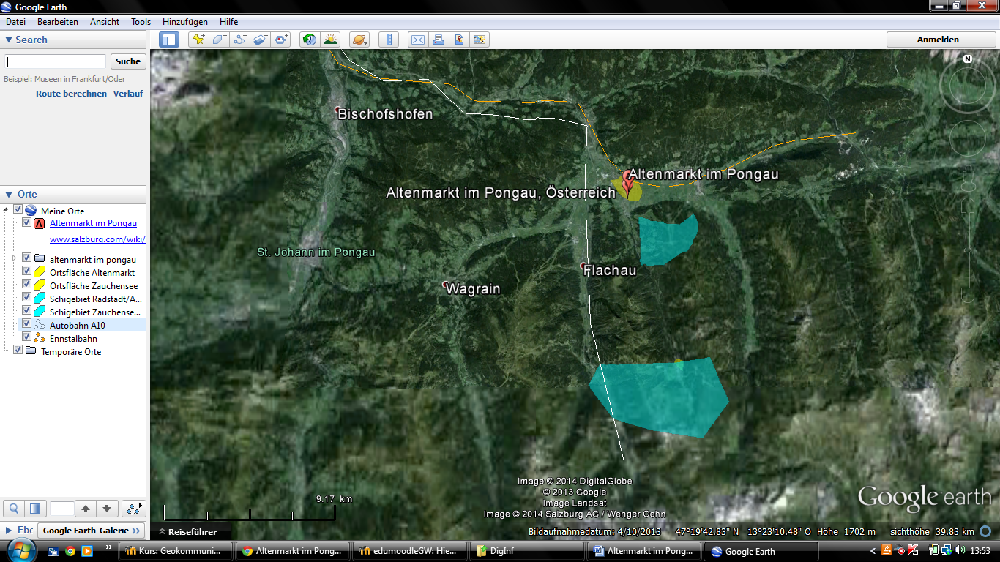 Google Earth
Datei Bearbeiten Ansicht Tools Hinzufügen Hilfe
Search
Suche
Beispiel: Museen in Frankfurt/Oder
Route berechnen Verlauf
Orte
Meine Orte
A Altenmarkt im Pongau
www.salzburg.com/wiki/
altenmarkt im pongau
Ortsfläche Altenmarkt
Ortsfläche Zauchensee
Schigebiet Radstadt/A...
Schigebiet Zauchense...
Autobahn A10
Ennstalbahn
Temporäre Orte
Ebe
Google Earth-Galerie >>
Anmelden
N
Bischofshofen
Altenmarkt im Pongau
Altenmarkt im Pongau, Österreich
St. Johann im Pongau
Flachau
Wagrain
Image © 2014 DigitalGlobe
© 2013 Google
Image Landsat
Image © 2014 Salzburg AG / Wenger Oehn
Google earth
9.17 km
Reiseführer
Bildaufnahmedatum: 4/10/2013 47°19'42.83" N 13°23'10.48" O Höhe 1702 m sichthöhe 39.83 km
Kurs: Geokommuni...
Altenmarkt im Pong...
edumoodleGW: Hie...
DigInf
Altenmarkt im Pong...
Google Earth
13:53